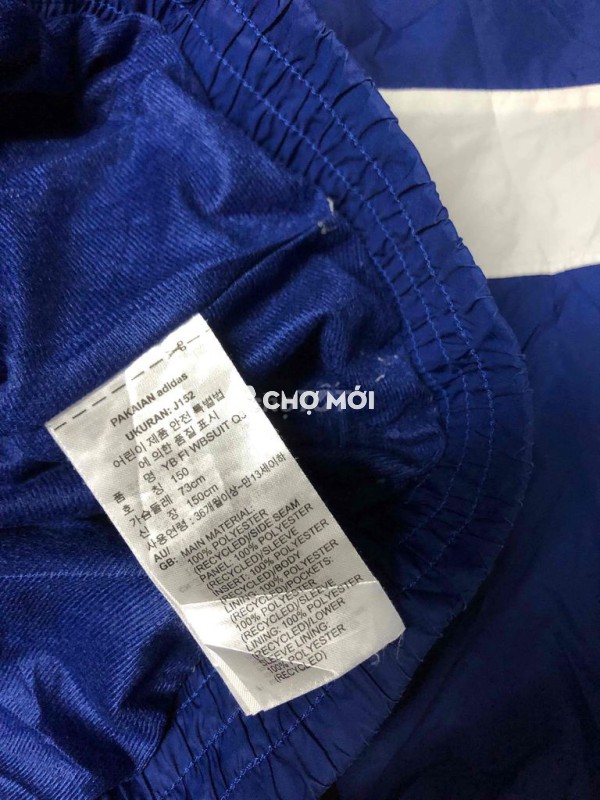 PAKAIAN adidas
UKURAN: J152
어린이 제품 안전 특별법
에 의한 품질 표시
품 명 YB FI WBSUIT Q3
호 칭 150
가슴둘레 73cm
신 장 150cm
사용연령 : 36개월이상~만 13세이하
AU/
GB: MAIN MATERIAL
100% POLYESTER
(RECYCLED)/SIDE SEAM
PANEL: 100% POLYESTER
(RECYCLED)/SLEEVE
INSERT: 100% POLYESTER
(RECYCLED)/BODY
(RECYCLED)/POCKETS:
100% POLYESTER
(RECYCLED)/SLEEVE
LINING: 100% POLYESTER
(RECYCLED)/LOWER
SLEEVE LINING:
100% POLYESTER
(RECYCLED)
CHỢ MỚI